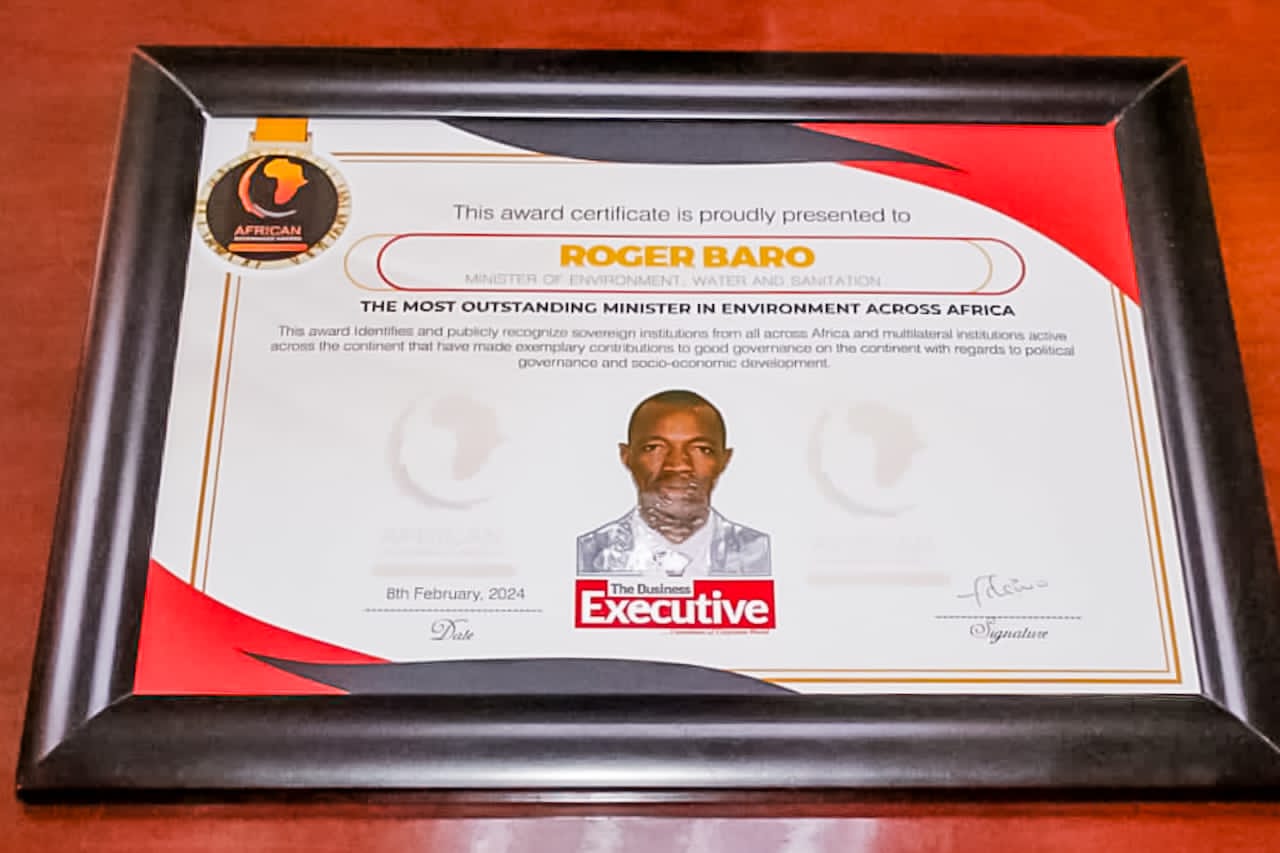 AFRICAN
This award certificate is proudly presented to
ROGER BARO
MINISTER OF ENVIRONMENT, WATER AND SANITATION
THE MOST OUTSTANDING MINISTER IN ENVIRONMENT ACROSS AFRICA
This award Identifies and publicly recognize sovereign institutions from all across Africa and multilateral institutions active
across the continent that have made exemplary contributions to good governance on the continent with regards to political
governance and socio-economic development.
AFRICAN
AFRICAN
8th February, 2024
Date
The Business
Executive
Signature